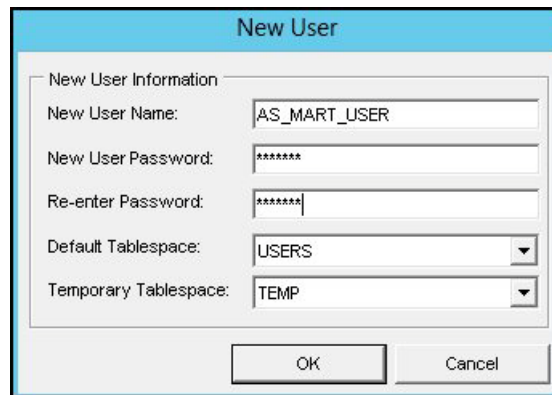 New User
New User Information
New User Name: AS_MART_USER
New User Password: *******
Re-enter Password: *******
Default Tablespace: USERS
Temporary Tablespace: TEMP
OK Cancel